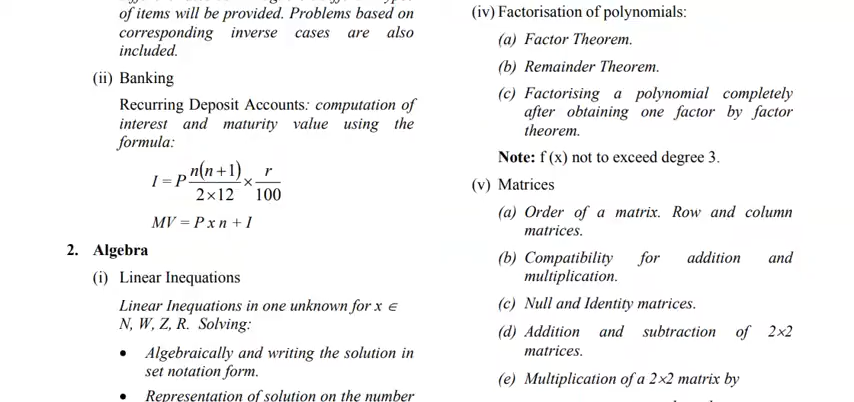 of items will be provided. Problems based on
corresponding inverse cases are also
included.
(ii) Banking
Recurring Deposit Accounts: computation of
interest and maturity value using the
formula:
I = P n(n+1)/2×12 × r/100
MV = P x n + I
2. Algebra
(i) Linear Inequations
Linear Inequations in one unknown for x ∈
N, W, Z, R. Solving:
• Algebraically and writing the solution in
set notation form.
• Representation of solution on the number
(iv) Factorisation of polynomials:
(a) Factor Theorem.
(b) Remainder Theorem.
(c) Factorising a polynomial completely
after obtaining one factor by factor
theorem.
Note: f (x) not to exceed degree 3.
(v) Matrices
(a) Order of a matrix. Row and column
matrices.
(b) Compatibility for addition and
multiplication.
(c) Null and Identity matrices.
(d) Addition and subtraction of 2×2
matrices.
(e) Multiplication of a 2×2 matrix by